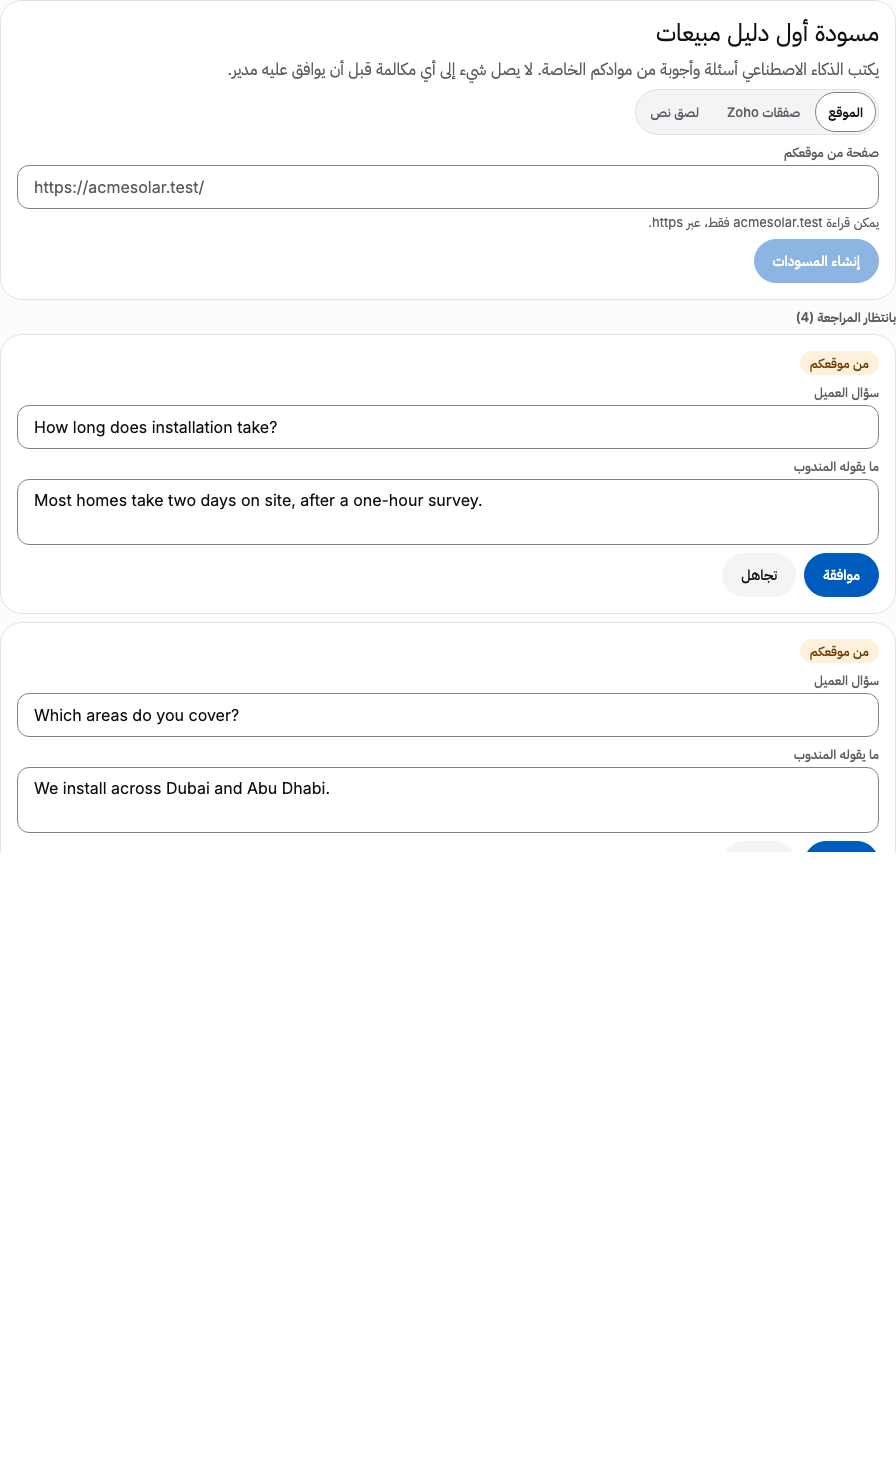 مسودة أول دليل مبيعات
يكتب الذكاء الاصطناعي أسئلة وأجوبة من موادكم الخاصة. لا يصل شيء إلى أي مكالمة قبل أن يوافق عليه مدير.
الموقع صفقات Zoho لصق نص
صفحة من موقعكم
https://acmesolar.test/
يمكن قراءة acmesolar.test فقط، عبر https.
إنشاء المسودات
بانتظار المراجعة (4)
من موقعكم
سؤال العميل
How long does installation take?
ما يقوله المندوب
Most homes take two days on site, after a one-hour survey.
موافقة تجاهل
من موقعكم
سؤال العميل
Which areas do you cover?
ما يقوله المندوب
We install across Dubai and Abu Dhabi.